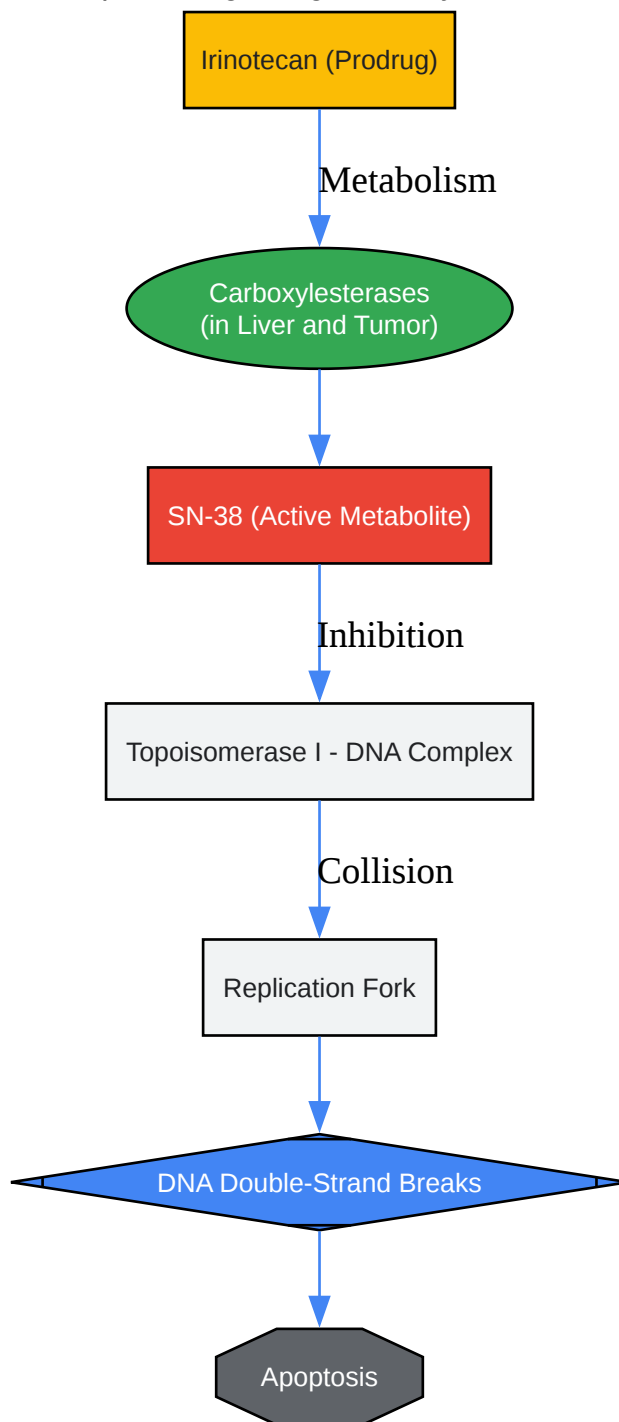 Irinotecan (Prodrug)
Metabolism
Carboxylesterases
(in Liver and Tumor)
SN-38 (Active Metabolite)
Inhibition
Topoisomerase I - DNA Complex
Collision
Replication Fork
DNA Double-Strand Breaks
Apoptosis